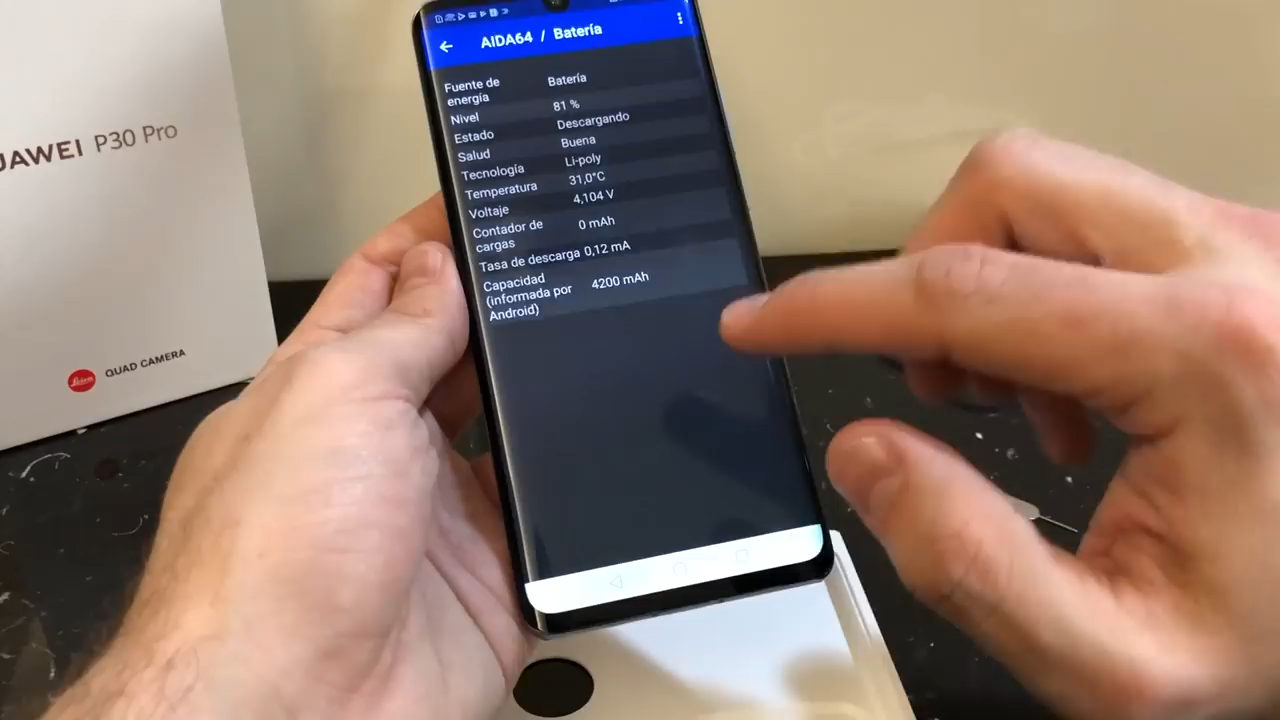 AIDA64 / Batería
Fuente de energía Batería
Nivel 81 %
Estado Descargando
Salud Buena
Tecnología Li-poly
Temperatura 31,0°C
Voltaje 4,104 V
Contador de cargas 0 mAh
Tasa de descarga 0,12 mA
Capacidad (informada por Android) 4200 mAh
UAWEI P30 Pro
Leica QUAD CAMERA